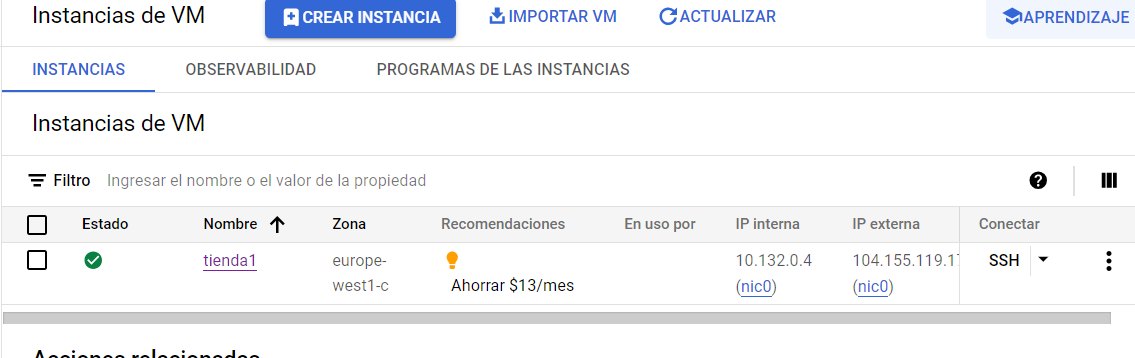 Instancias de VM CREAR INSTANCIA IMPORTAR VM ACTUALIZAR APRENDIZAJE
INSTANCIAS OBSERVABILIDAD PROGRAMAS DE LAS INSTANCIAS
Instancias de VM
Filtro Ingresar el nombre o el valor de la propiedad
Estado Nombre Zona Recomendaciones En uso por IP interna IP externa Conectar
tienda1 europe- 10.132.0.4 104.155.119.1 SSH
west1-c Ahorrar $13/mes (nic0) (nic0)
Acciones relacionadas